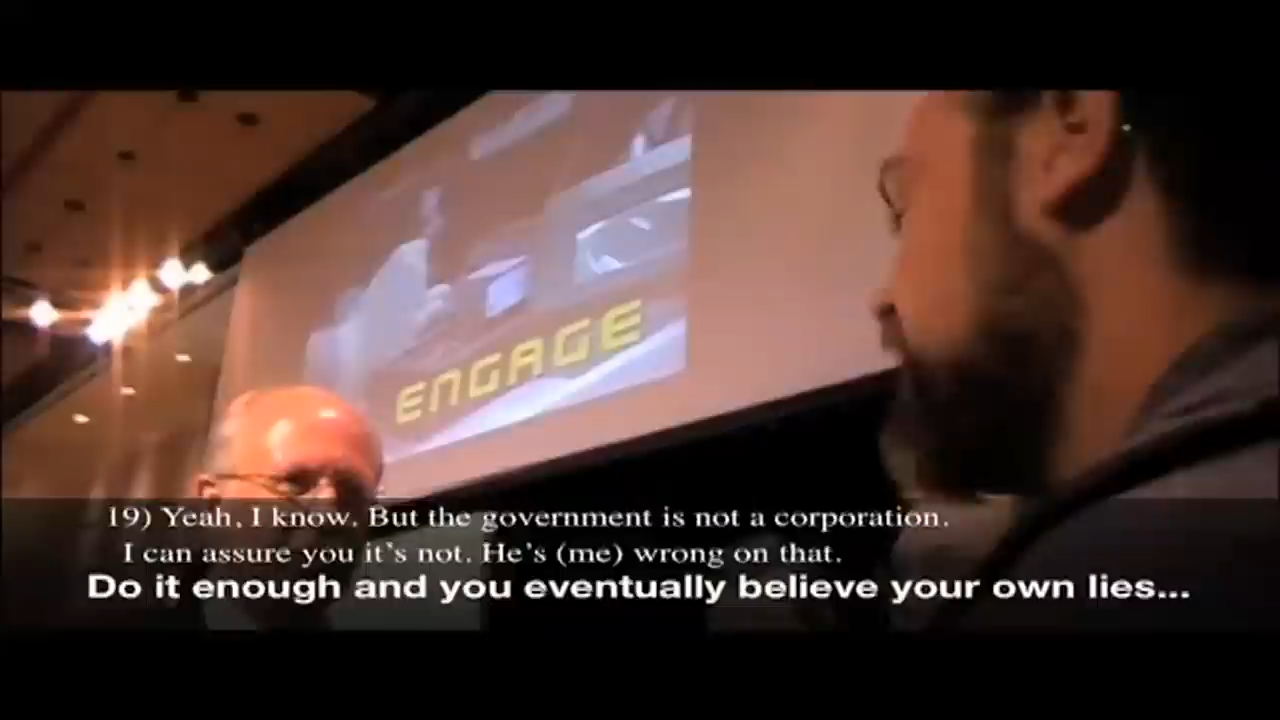 ENGAGE
19) Yeah, I know. But the government is not a corporation.
I can assure you it's not. He's (me) wrong on that.
Do it enough and you eventually believe your own lies...